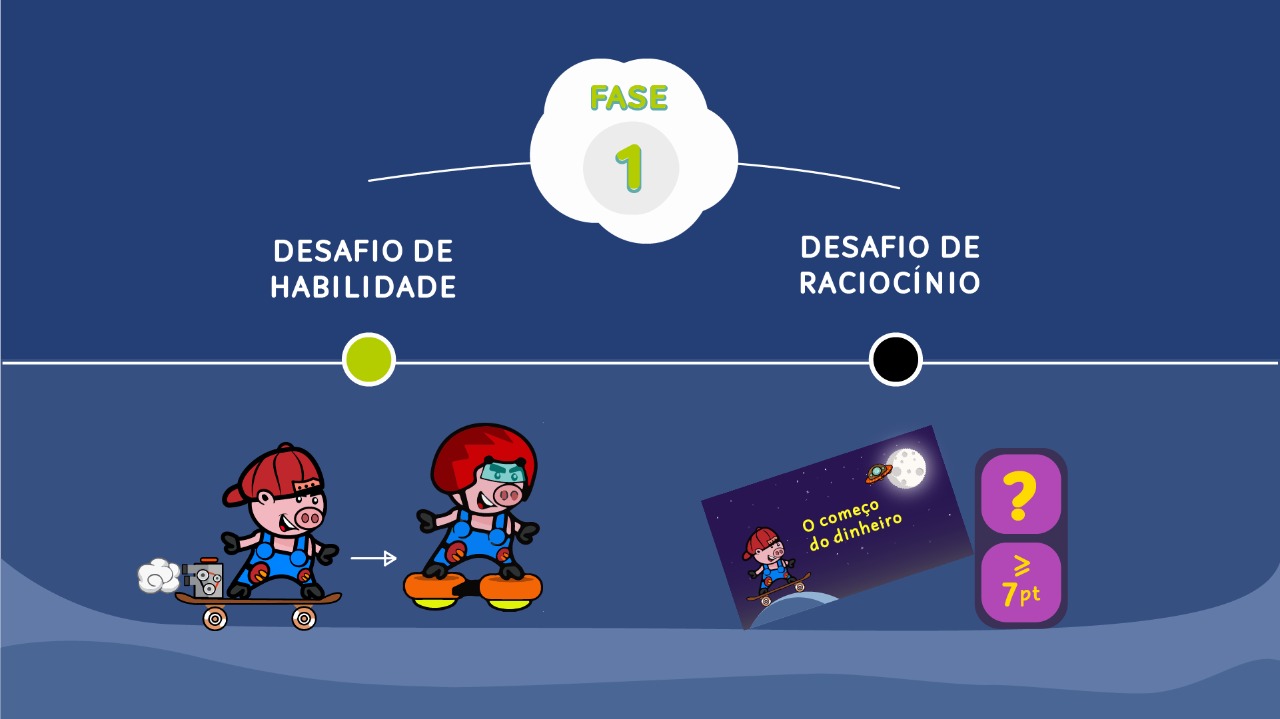 FASE
1
DESAFIO DE
HABILIDADE
DESAFIO DE
RACIOCÍNIO
O começo
do dinheiro
?
⩾
7pt